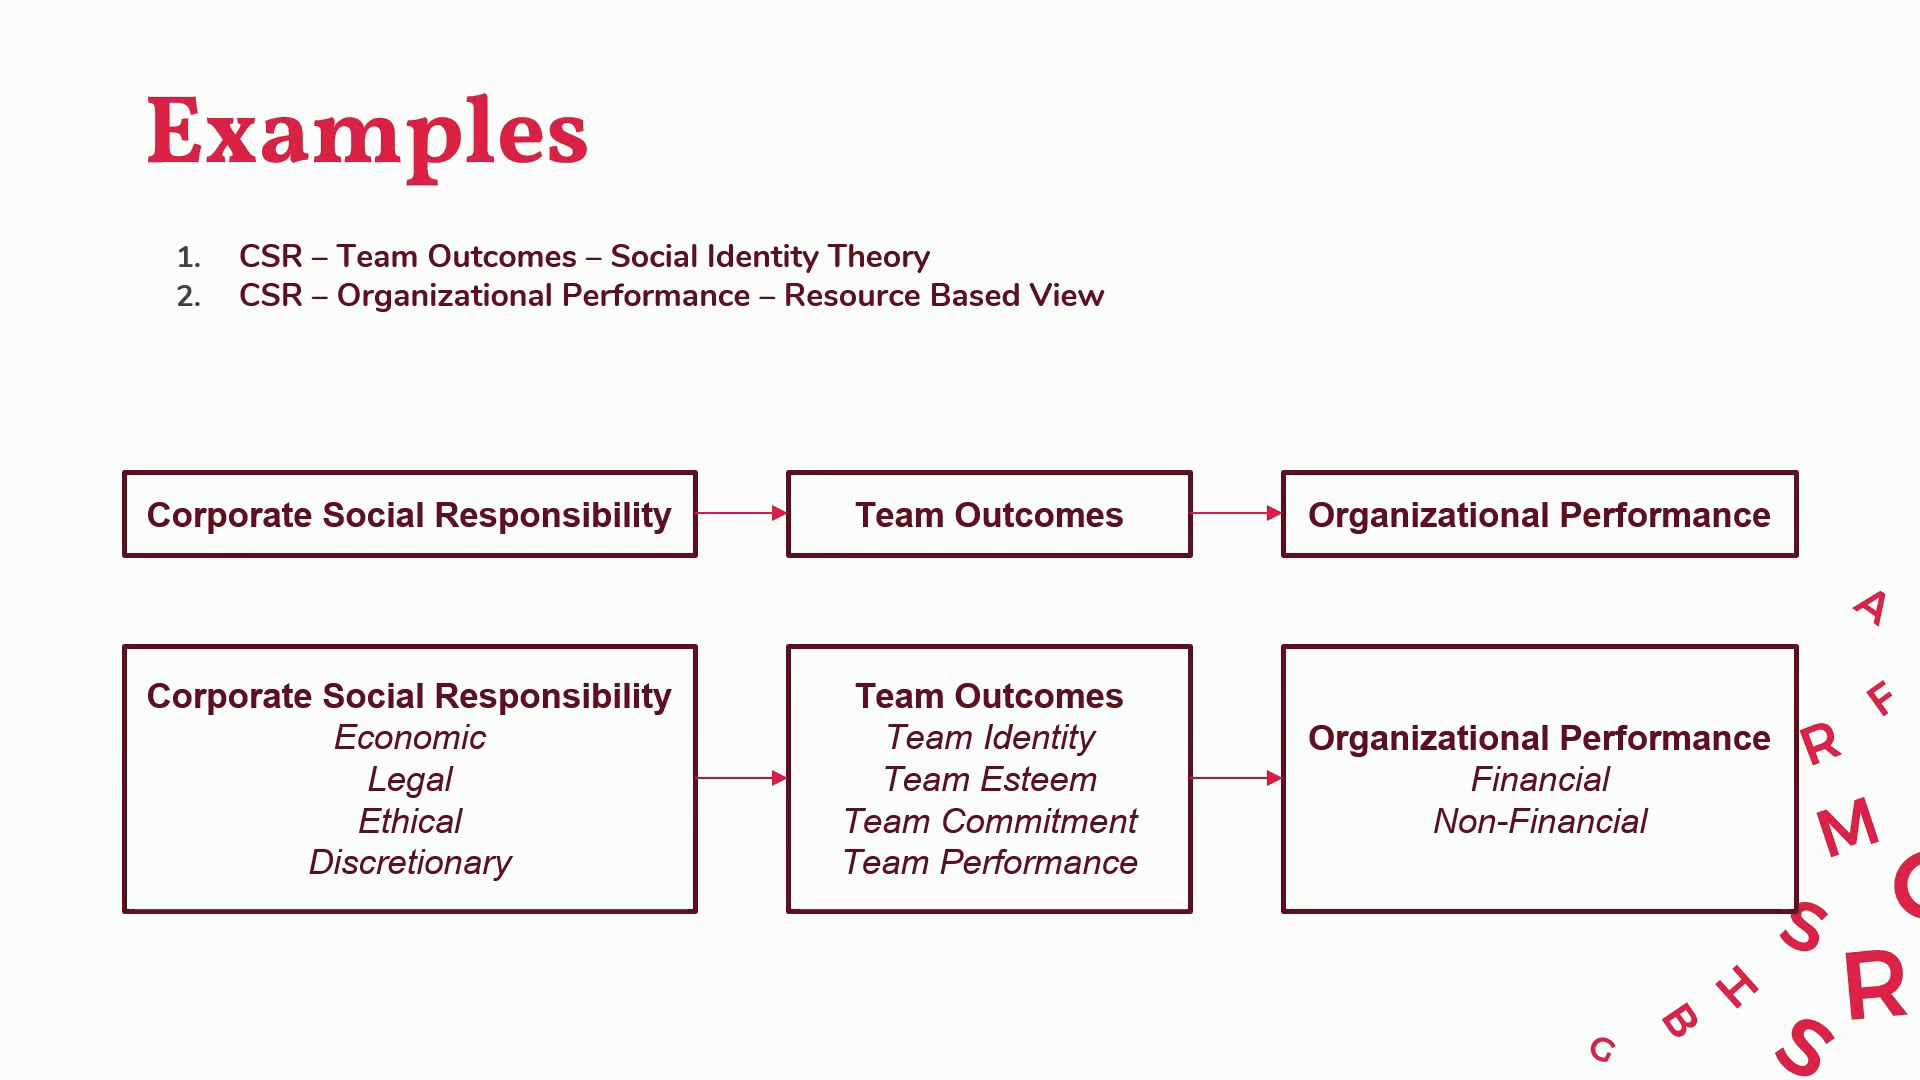 Examples
1. CSR – Team Outcomes – Social Identity Theory
2. CSR – Organizational Performance – Resource Based View
Corporate Social Responsibility
Team Outcomes
Organizational Performance
Corporate Social Responsibility
Economic
Legal
Ethical
Discretionary
Team Outcomes
Team Identity
Team Esteem
Team Commitment
Team Performance
Organizational Performance
Financial
Non-Financial
A
F
R
M
S
R
H
B
S
C